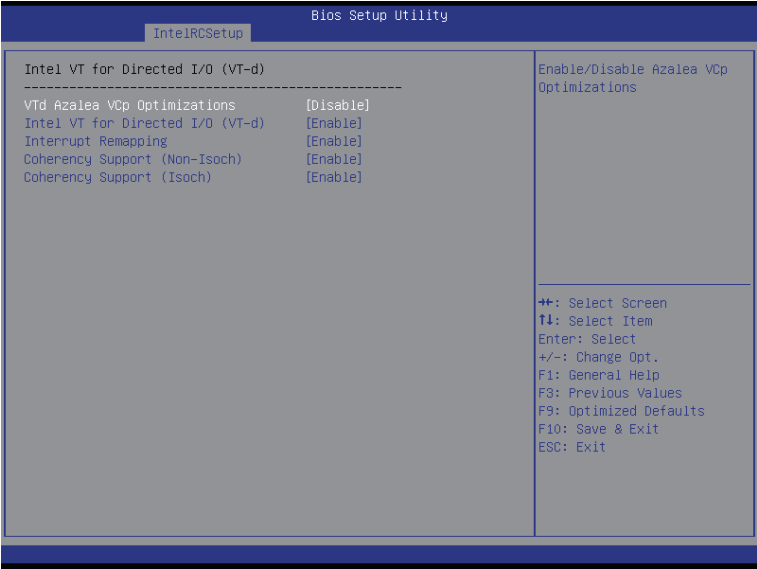 Bios Setup Utility
IntelRCSetup
Intel VT for Directed I/O (VT-d)
--------------------------------------------------
VTd Azalea VCp Optimizations [Disable]
Intel VT for Directed I/O (VT-d) [Enable]
Interrupt Remapping [Enable]
Coherency Support (Non-Isoch) [Enable]
Coherency Support (Isoch) [Enable]
Enable/Disable Azalea VCp
Optimizations
→←: Select Screen
↑↓: Select Item
Enter: Select
+/-: Change Opt.
F1: General Help
F3: Previous Values
F9: Optimized Defaults
F10: Save & Exit
ESC: Exit